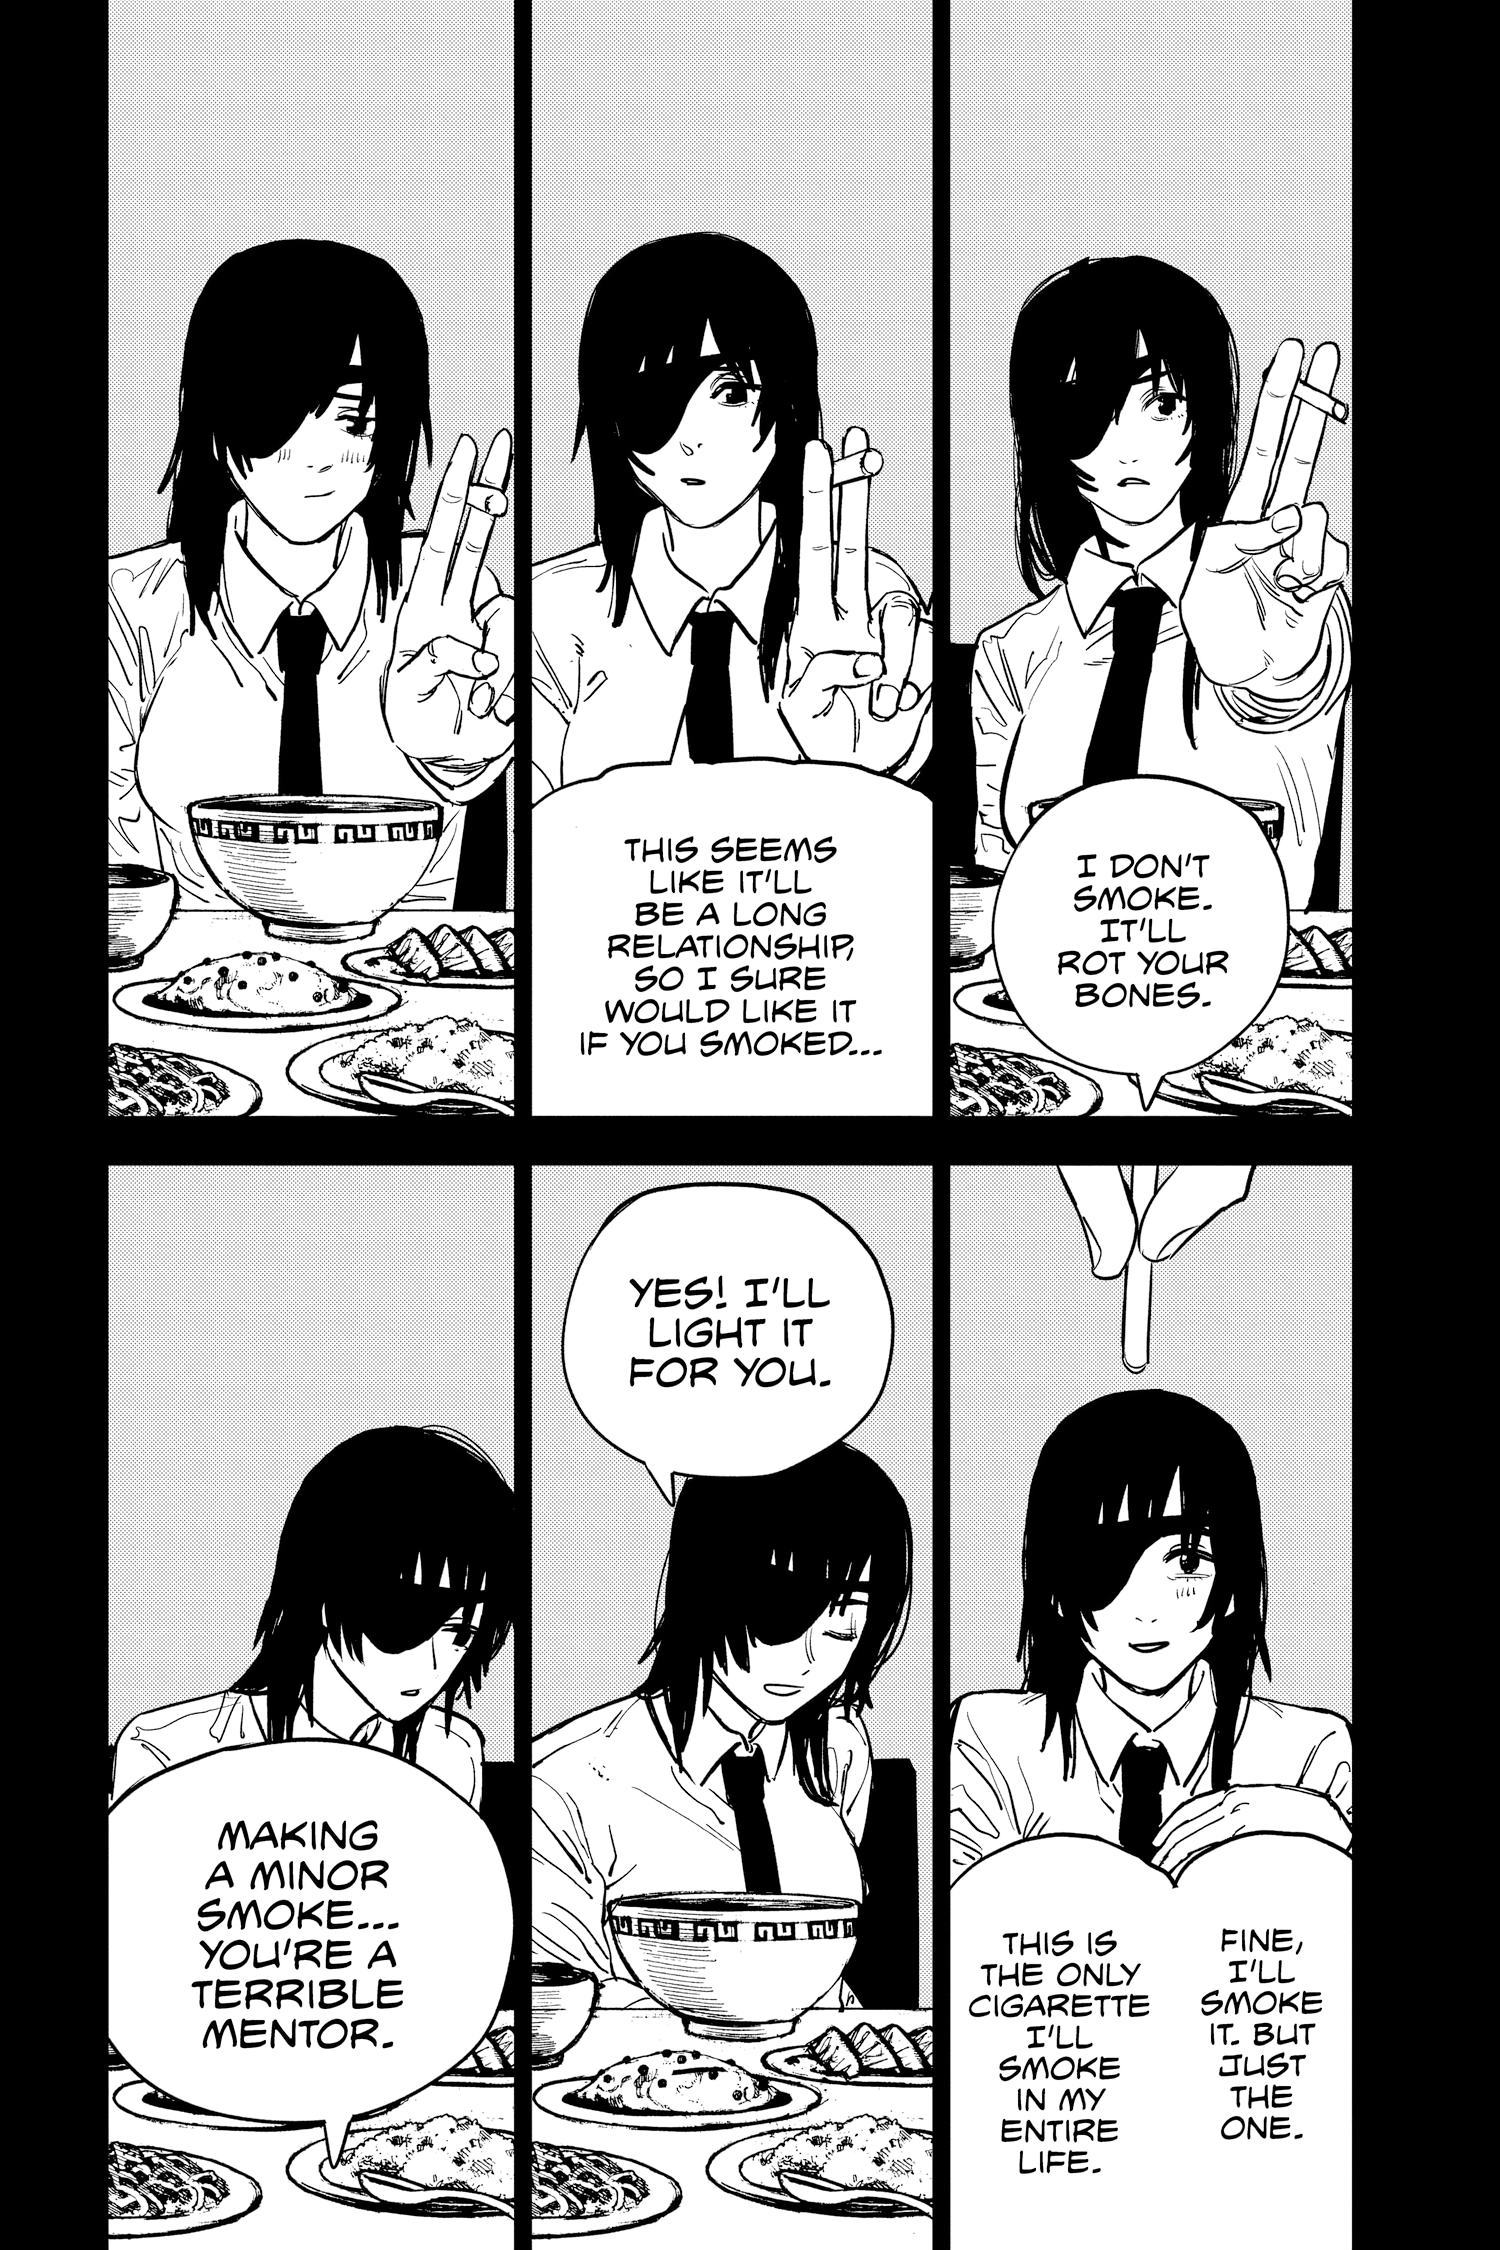 I DON'T
SMOKE.
IT'LL
ROT YOUR
BONES.
THIS SEEMS
LIKE IT'LL
BE A LONG
RELATIONSHIP,
SO I SURE
WOULD LIKE IT
IF YOU SMOKED...
FINE,
I'LL
SMOKE
IT. BUT
JUST
THE
ONE.
THIS IS
THE ONLY
CIGARETTE
I'LL
SMOKE
IN MY
ENTIRE
LIFE.
YES! I'LL
LIGHT IT
FOR YOU.
MAKING
A MINOR
SMOKE...
YOU'RE A
TERRIBLE
MENTOR.